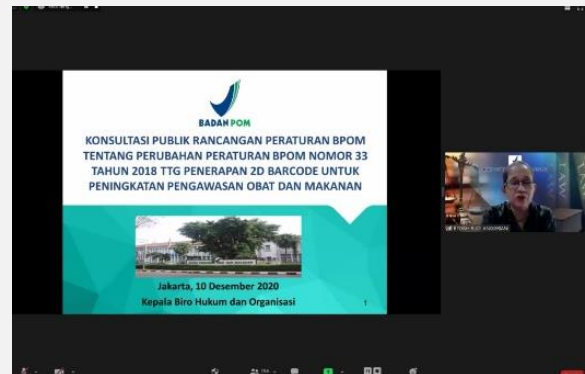 BADAN POM
KONSULTASI PUBLIK RANCANGAN PERATURAN BPOM
TENTANG PERUBAHAN PERATURAN BPOM NOMOR 33
TAHUN 2018 TTG PENERAPAN 2D BARCODE UNTUK
PENINGKATAN PENGAWASAN OBAT DAN MAKANAN
Jakarta, 10 Desember 2020
Kepala Biro Hukum dan Organisasi
1